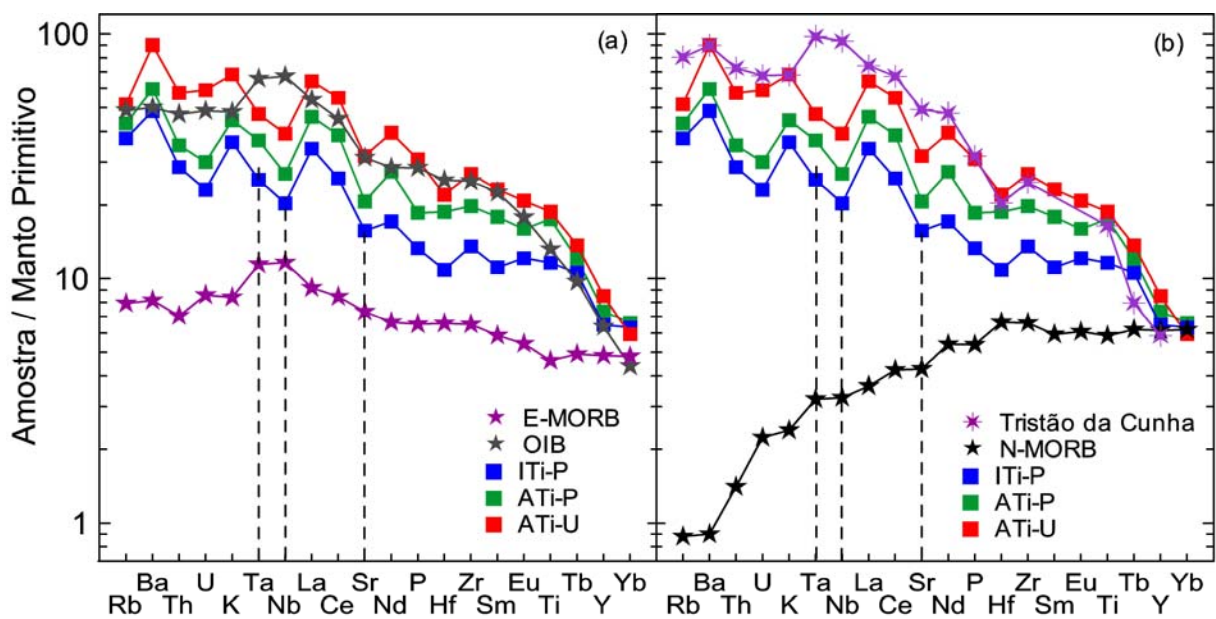 Amostra / Manto Primitivo
100
10
1
(a)
E-MORB
OIB
ITi-P
ATi-P
ATi-U
Ba U Ta La Sr P Zr Eu Tb Yb
Rb Th K Nb Ce Nd Hf Sm Ti Y
(b)
Tristão da Cunha
N-MORB
ITi-P
ATi-P
ATi-U
Ba U Ta La Sr P Zr Eu Tb Yb
Rb Th K Nb Ce Nd Hf Sm Ti Y